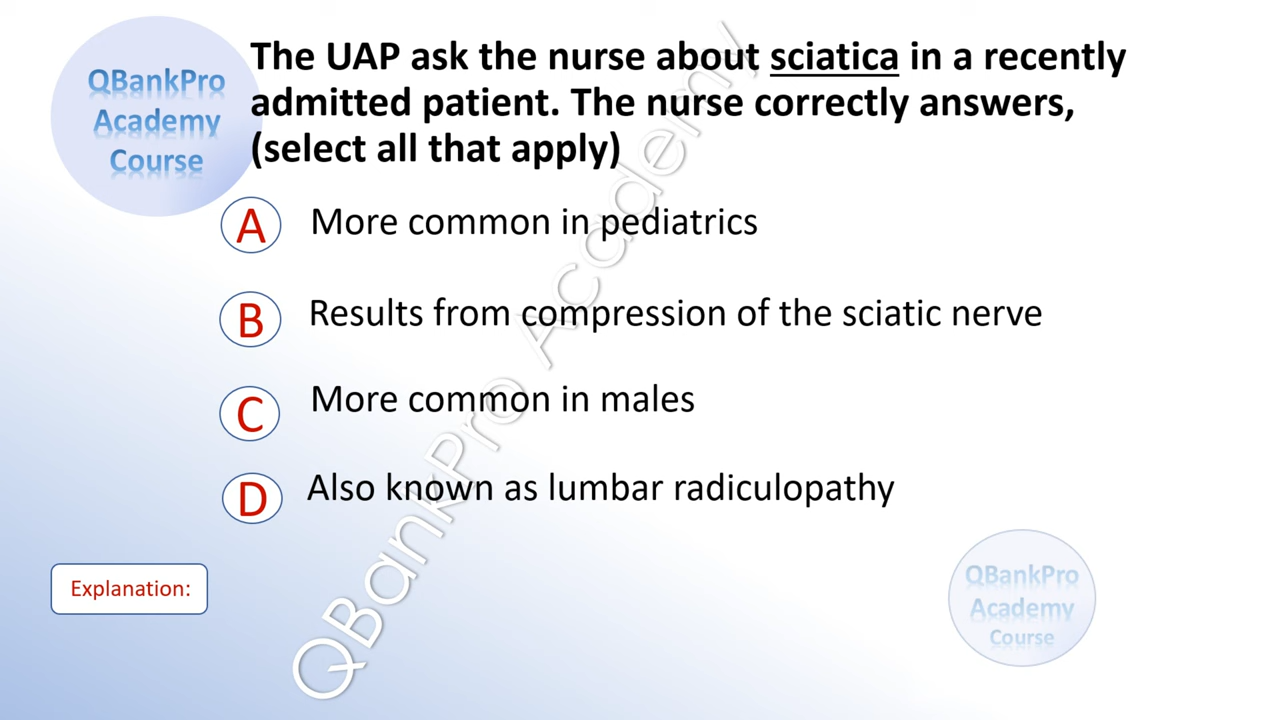 QBankPro
Academy
Course
The UAP ask the nurse about sciatica in a recently
admitted patient. The nurse correctly answers,
(select all that apply)
A More common in pediatrics
B Results from compression of the sciatic nerve
C More common in males
D Also known as lumbar radiculopathy
Explanation:
QBankPro Academy
QBankPro
Academy
Course